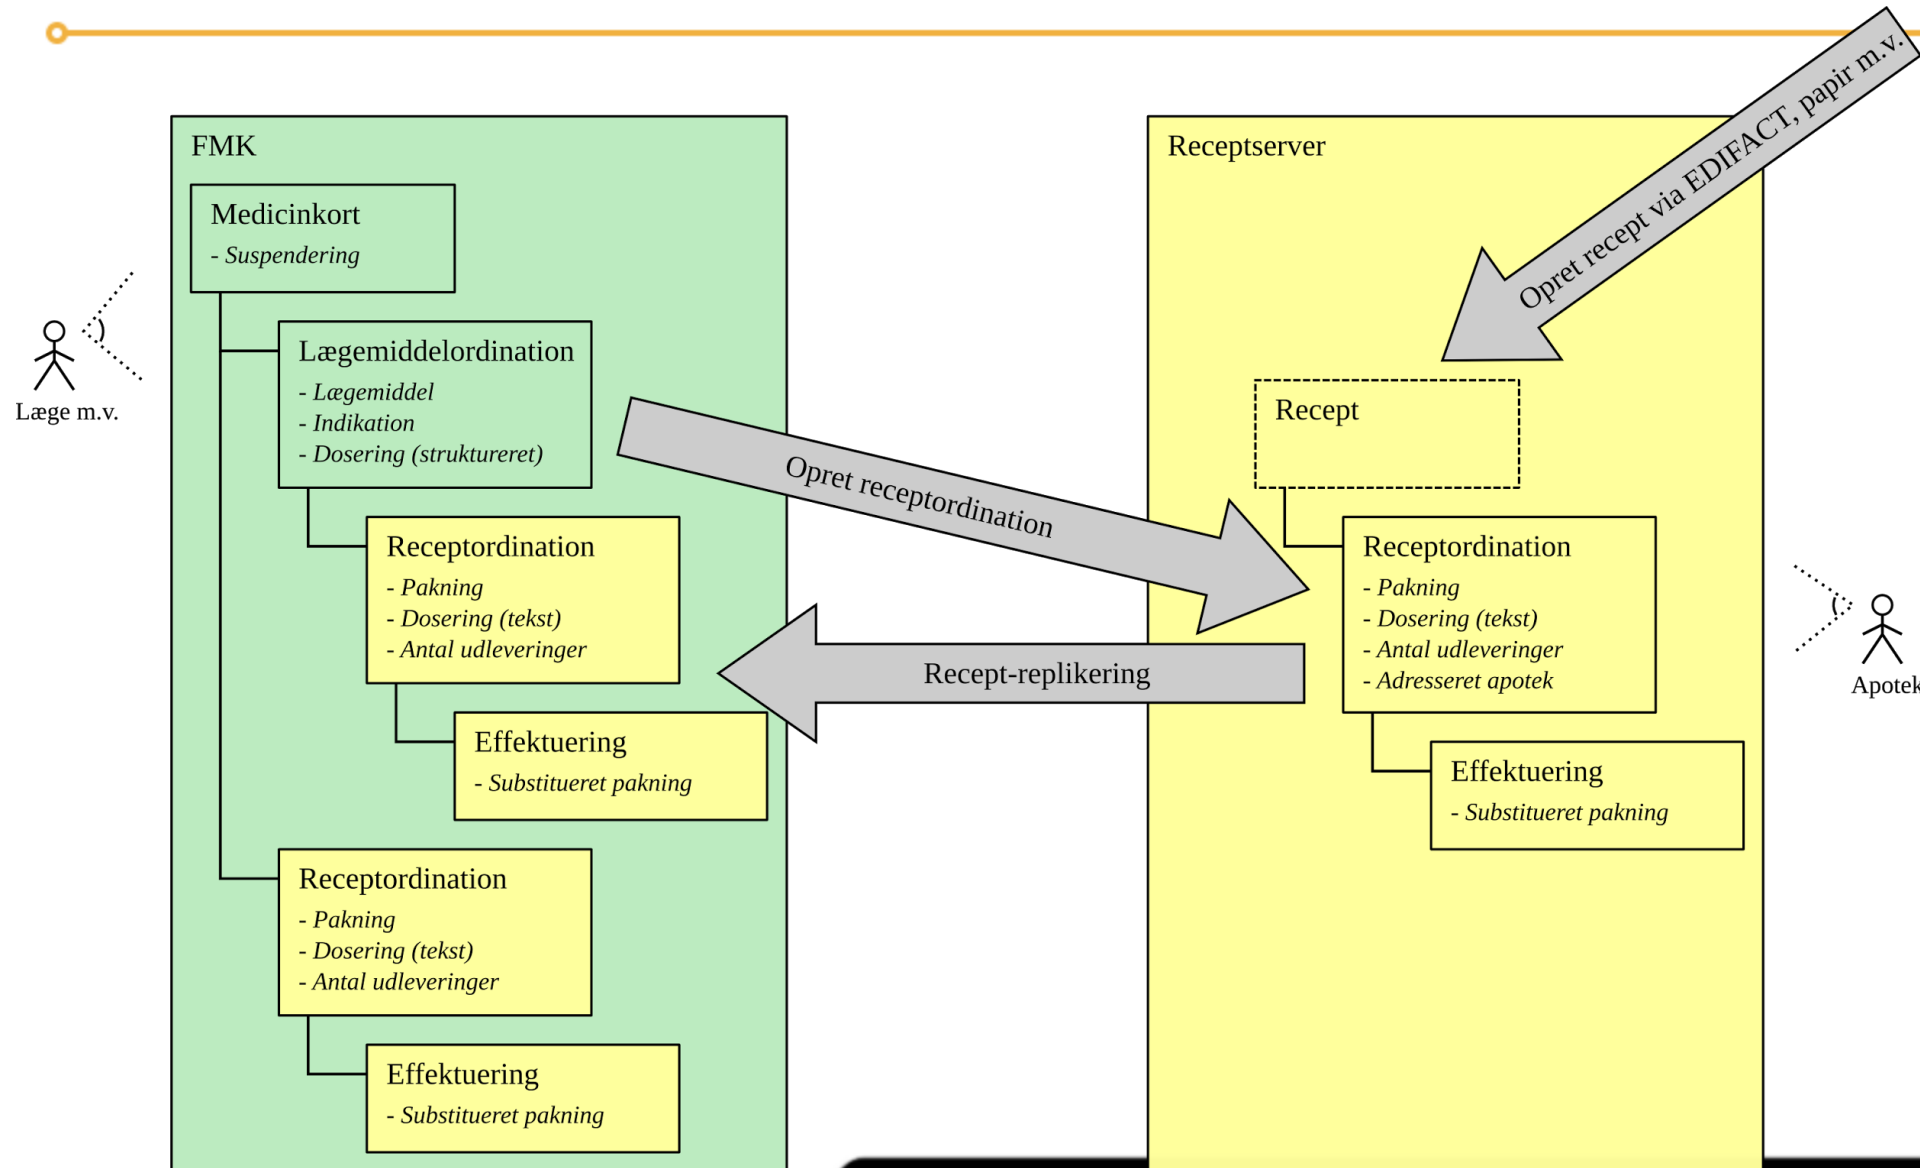 FMK
Medicinkort
- Suspendering
Læge m.v.
Lægemiddelordination
- Lægemiddel
- Indikation
- Dosering (struktureret)
Receptordination
- Pakning
- Dosering (tekst)
- Antal udleveringer
Effektuering
- Substitueret pakning
Receptordination
- Pakning
- Dosering (tekst)
- Antal udleveringer
Effektuering
- Substitueret pakning
Opret receptordination
Recept-replikering
Receptserver
Opret recept via EDIFACT, papir m.v.
Recept
Receptordination
- Pakning
- Dosering (tekst)
- Antal udleveringer
- Adresseret apotek
Effektuering
- Substitueret pakning
Apotek